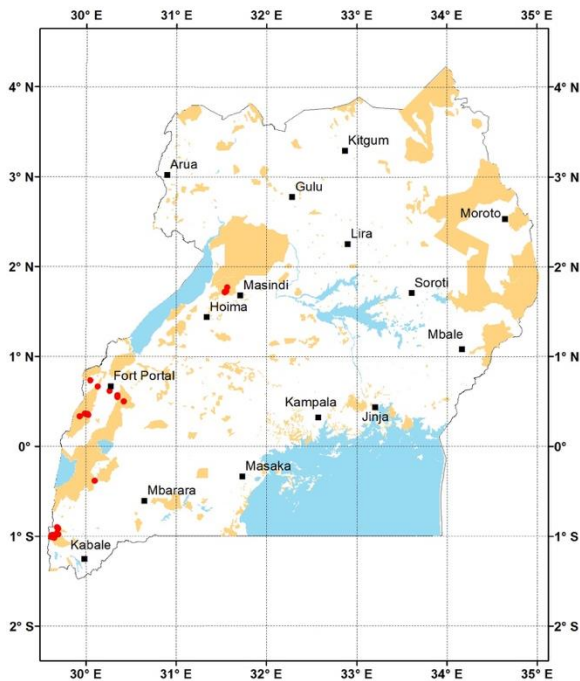 30° E 31° E 32° E 33° E 34° E 35° E
4° N 4° N
Kitgum
Arua
3° N 3° N
Gulu
Moroto
Lira
2° N 2° N
Masindi
Soroti
Hoima
Mbale
1° N 1° N
Fort Portal
Kampala
Jinja
0° 0°
Masaka
Mbarara
1° S 1° S
Kabale
2° S 2° S
30° E 31° E 32° E 33° E 34° E 35° E